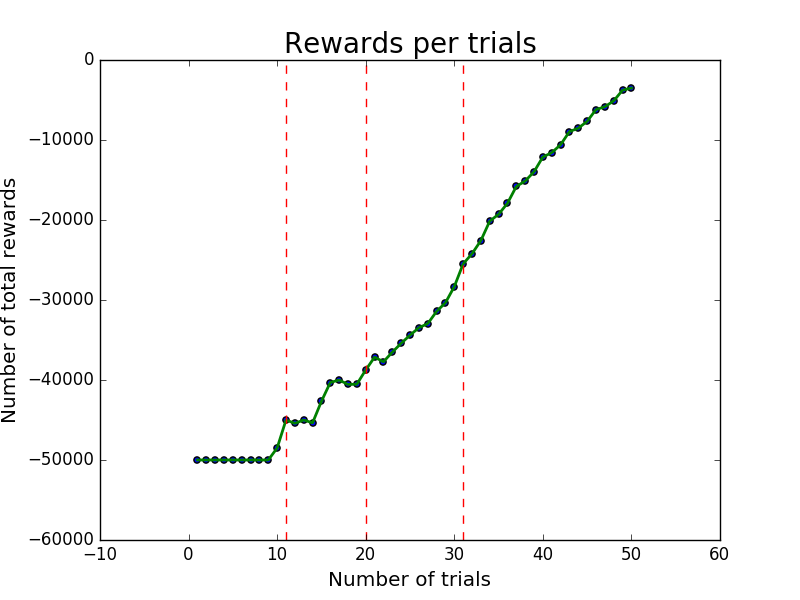 Rewards per trials
Number of total rewards
0
−10000
−20000
−30000
−40000
−50000
−60000
−10 0 10 20 30 40 50 60
Number of trials